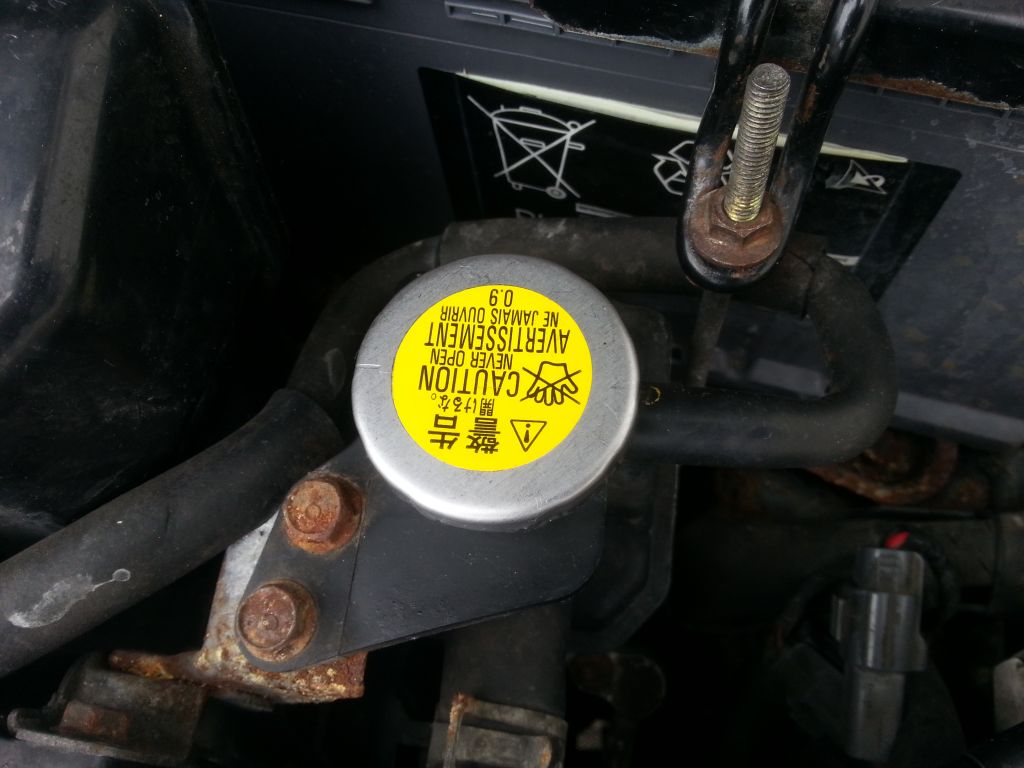 警告
開けるな。
CAUTION
NEVER OPEN
AVERTISSEMENT
NE JAMAIS OUVRIR
0.9